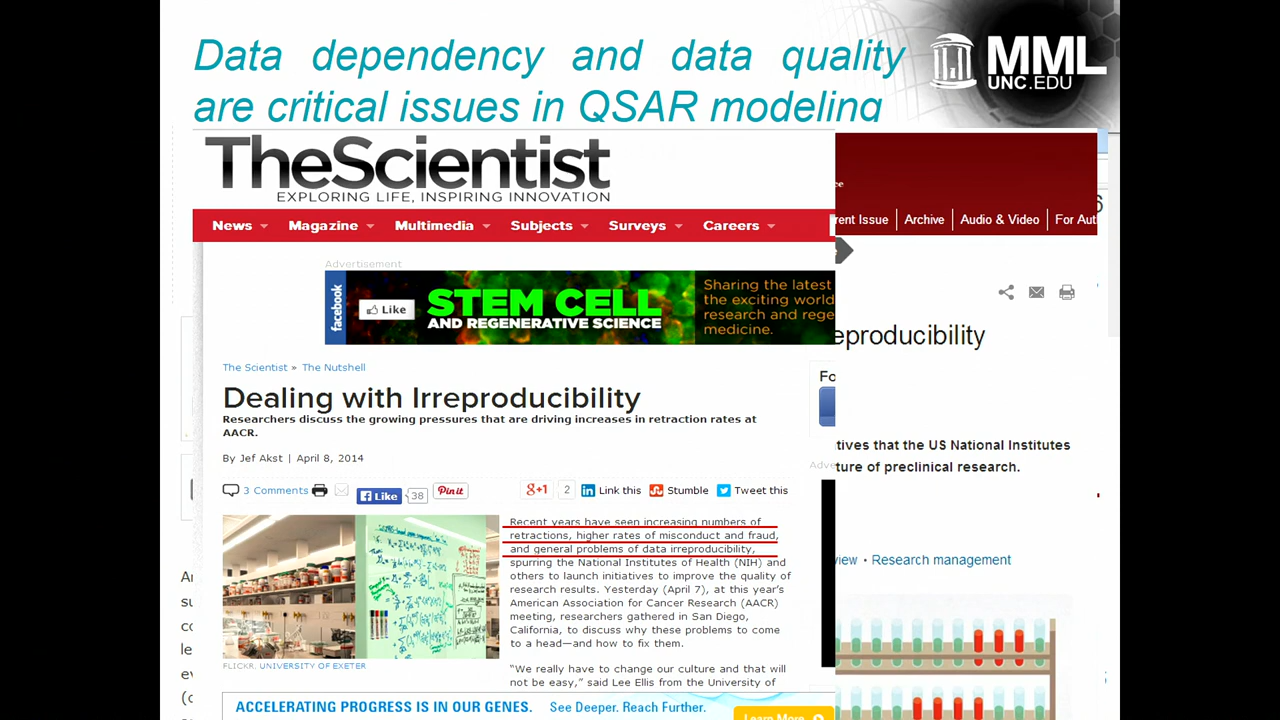 Data dependency and data quality
are critical issues in QSAR modeling
MML
UNC.EDU
TheScientist
EXPLORING LIFE, INSPIRING INNOVATION
News Magazine Multimedia Subjects Surveys Careers
rent Issue Archive Audio & Video For Aut
Advertisement
facebook
Like
STEM CELL
AND REGENERATIVE SCIENCE
Sharing the latest
the exciting world
research and rege
medicine.
eproducibility
The Scientist » The Nutshell
Dealing with Irreproducibility
Researchers discuss the growing pressures that are driving increases in retraction rates at
AACR.
By Jef Akst | April 8, 2014
3 Comments Like 38 Pin it g+1 2 Link this Stumble Tweet this
Fo
Adve
tives that the US National Institutes
ture of preclinical research.
view • Research management
Recent years have seen increasing numbers of
retractions, higher rates of misconduct and fraud,
and general problems of data irreproducibility,
spurring the National Institutes of Health (NIH) and
others to launch initiatives to improve the quality of
research results. Yesterday (April 7), at this year's
American Association for Cancer Research (AACR)
meeting, researchers gathered in San Diego,
California, to discuss why these problems to come
to a head—and how to fix them.
"We really have to change our culture and that will
not be easy," said Lee Ellis from the University of
FLICKR, UNIVERSITY OF EXETER
ACCELERATING PROGRESS IS IN OUR GENES. See Deeper. Reach Further.
Learn More